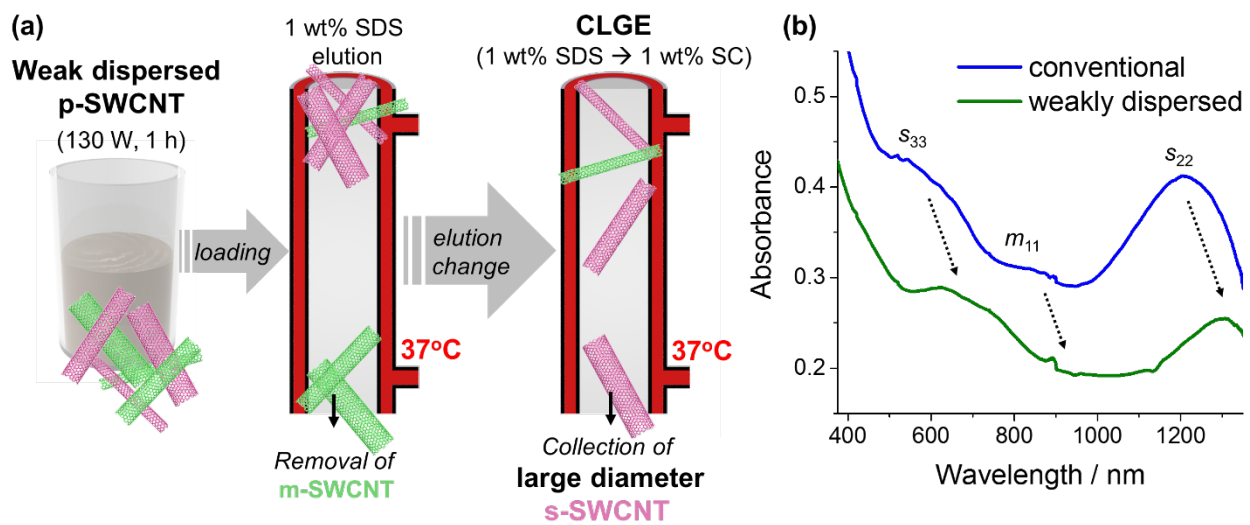 (a)
Weak dispersed
p-SWCNT
(130 W, 1 h)
loading
1 wt% SDS
elution
37°C
Removal of
m-SWCNT
elution
change
CLGE
(1 wt% SDS → 1 wt% SC)
37°C
Collection of
large diameter
s-SWCNT
(b)
conventional
weakly dispersed
s33
m11
s22
Absorbance
0.5
0.4
0.3
0.2
400
600
800
1000
1200
Wavelength / nm